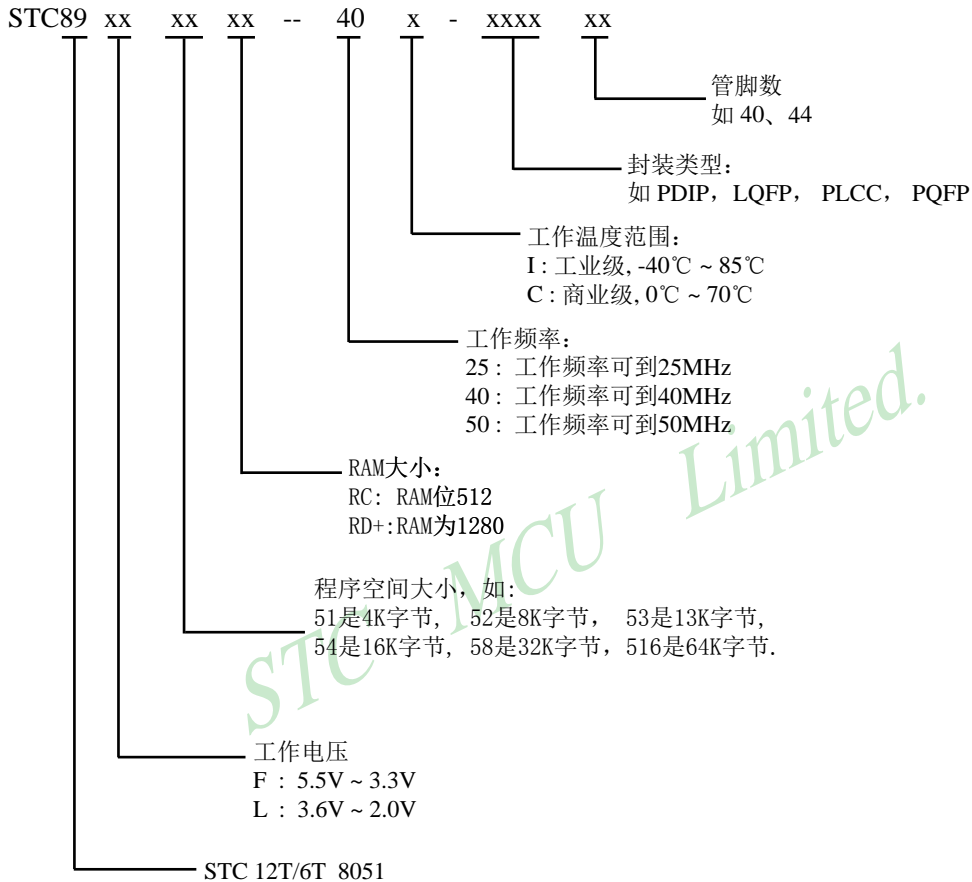 STC89 xx xx xx -- 40 x - xxxx xx
管脚数
如 40、44
封装类型：
如 PDIP，LQFP， PLCC， PQFP
工作温度范围：
I : 工业级, -40℃ ~ 85℃
C : 商业级, 0℃ ~ 70℃
工作频率：
25 : 工作频率可到25MHz
40 : 工作频率可到40MHz
50 : 工作频率可到50MHz
RAM大小：
RC: RAM位512
RD+:RAM为1280
程序空间大小，如:
51是4K字节, 52是8K字节， 53是13K字节,
54是16K字节, 58是32K字节，516是64K字节.
工作电压
F : 5.5V ~ 3.3V
L : 3.6V ~ 2.0V
STC 12T/6T 8051
STC MCU Limited.